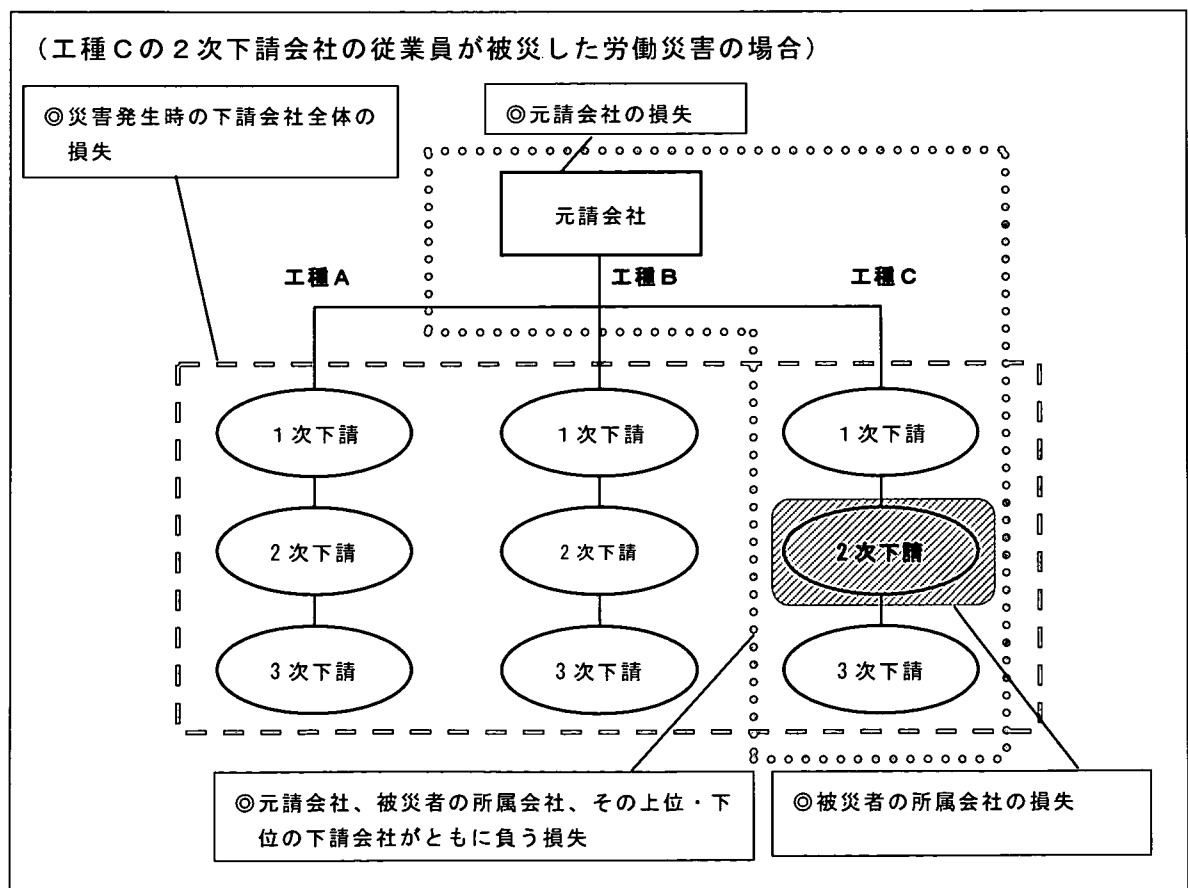 （工種Ｃの２次下請会社の従業員が被災した労働災害の場合）
◎災害発生時の下請会社全体の
損失
◎元請会社の損失
元請会社
工種Ａ
工種Ｂ
工種Ｃ
１次下請
１次下請
１次下請
２次下請
２次下請
２次下請
３次下請
３次下請
３次下請
◎元請会社、被災者の所属会社、その上位・下
位の下請会社がともに負う損失
◎被災者の所属会社の損失